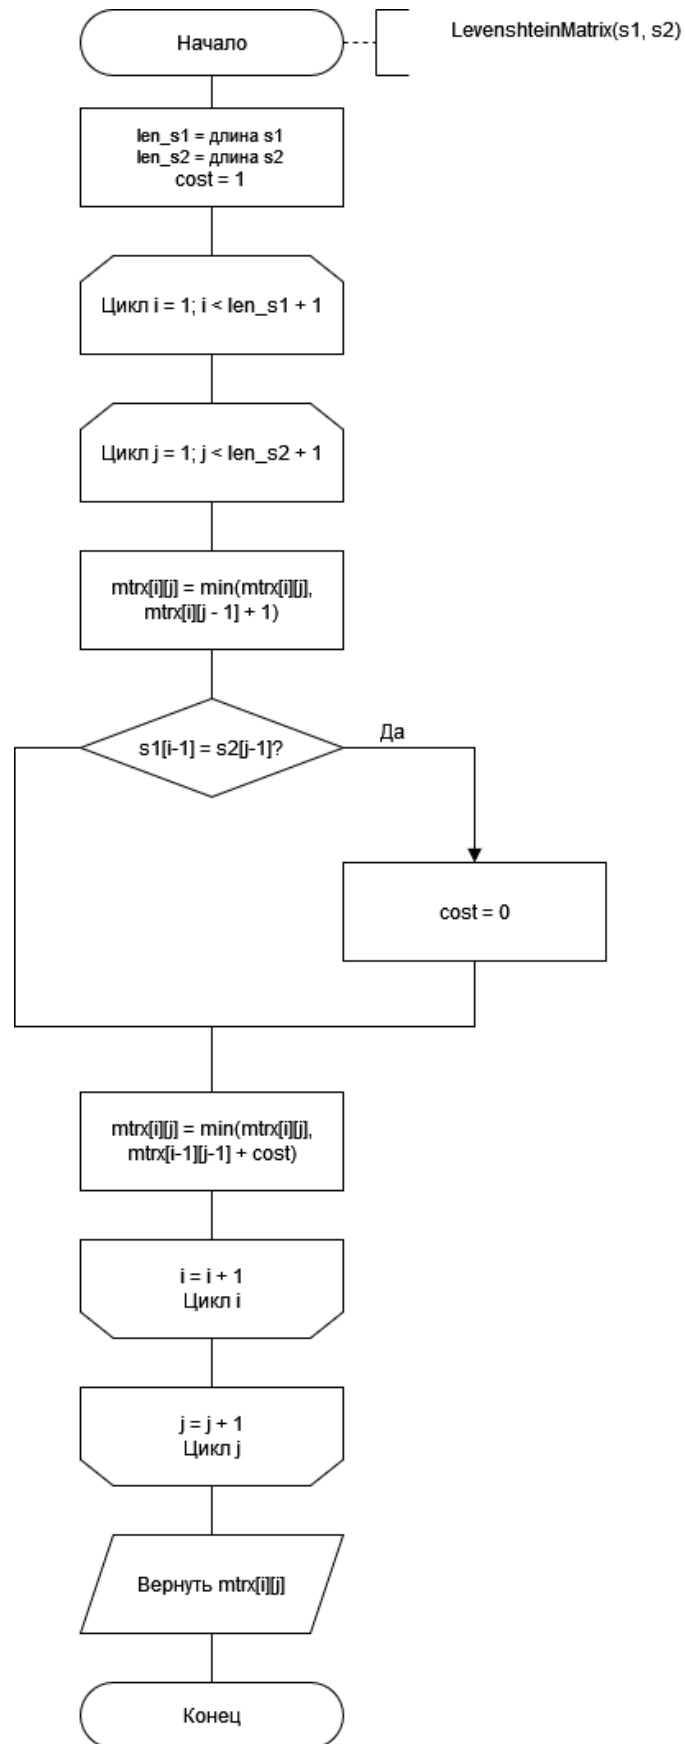 Начало
LevenshteinMatrix(s1, s2)
len_s1 = длина s1
len_s2 = длина s2
cost = 1
Цикл i = 1; i < len_s1 + 1
Цикл j = 1; j < len_s2 + 1
mtrx[i][j] = min(mtrx[i][j],
mtrx[i][j - 1] + 1)
s1[i-1] = s2[j-1]?
Да
cost = 0
mtrx[i][j] = min(mtrx[i][j],
mtrx[i-1][j-1] + cost)
i = i + 1
Цикл i
j = j + 1
Цикл j
Вернуть mtrx[i][j]
Конец